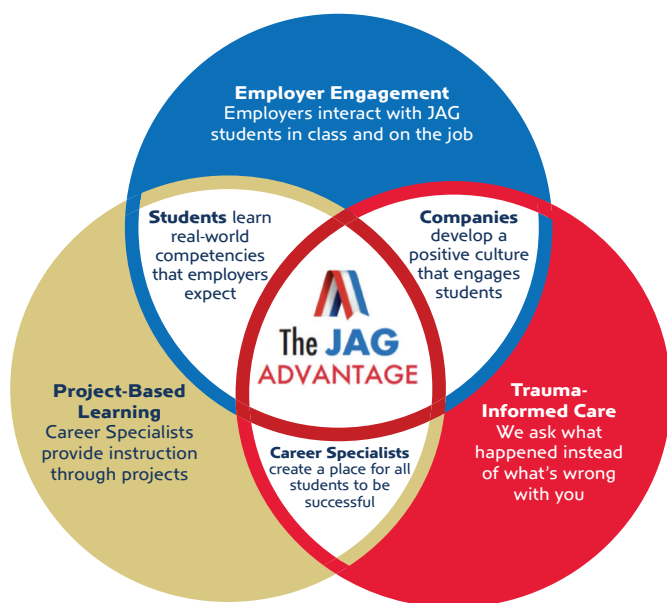 Employer Engagement
Employers interact with JAG
students in class and on the job
Students learn
real-world
competencies
that employers
expect
Companies
develop a
positive culture
that engages
students
The JAG
ADVANTAGE
Project-Based
Learning
Career Specialists
provide instruction
through projects
Career Specialists
create a place for all
students to be
successful
Trauma-
Informed Care
We ask what
happened instead
of what's wrong
with you